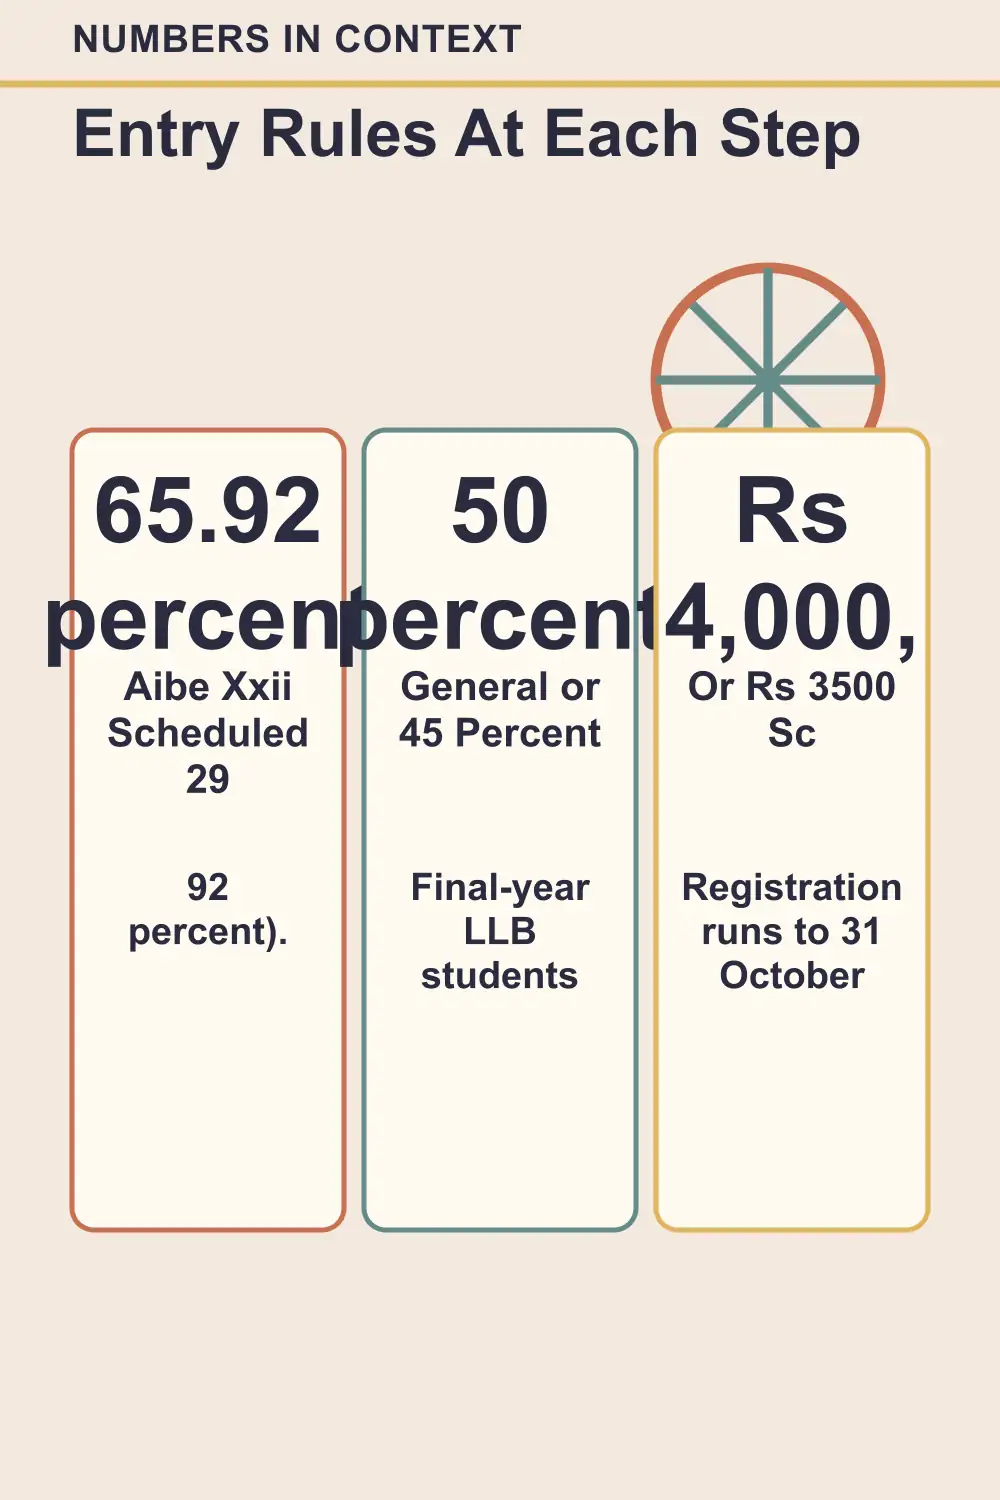 NUMBERS IN CONTEXT
Entry Rules At Each Step
65.92
percent
Aibe Xxii
Scheduled
29
92
percent).
50
percent
General or
45 Percent
Final-year
LLB
students
Rs
4,000,
Or Rs 3500
Sc
Registration
runs to 31
October